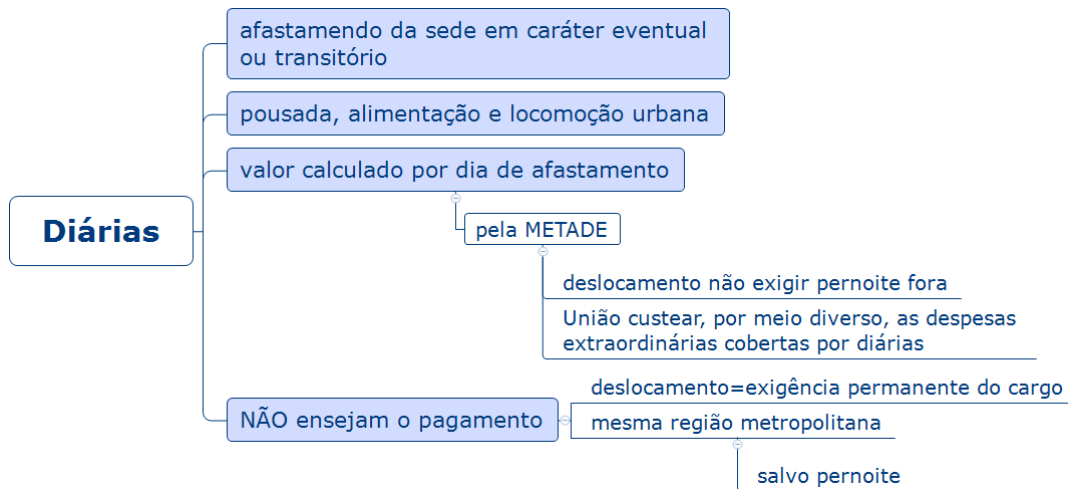 Diárias
afastamendo da sede em caráter eventual
ou transitório
pousada, alimentação e locomoção urbana
valor calculado por dia de afastamento
pela METADE
deslocamento não exigir pernoite fora
União custear, por meio diverso, as despesas
extraordinárias cobertas por diárias
NÃO ensejam o pagamento
deslocamento=exigência permanente do cargo
mesma região metropolitana
salvo pernoite